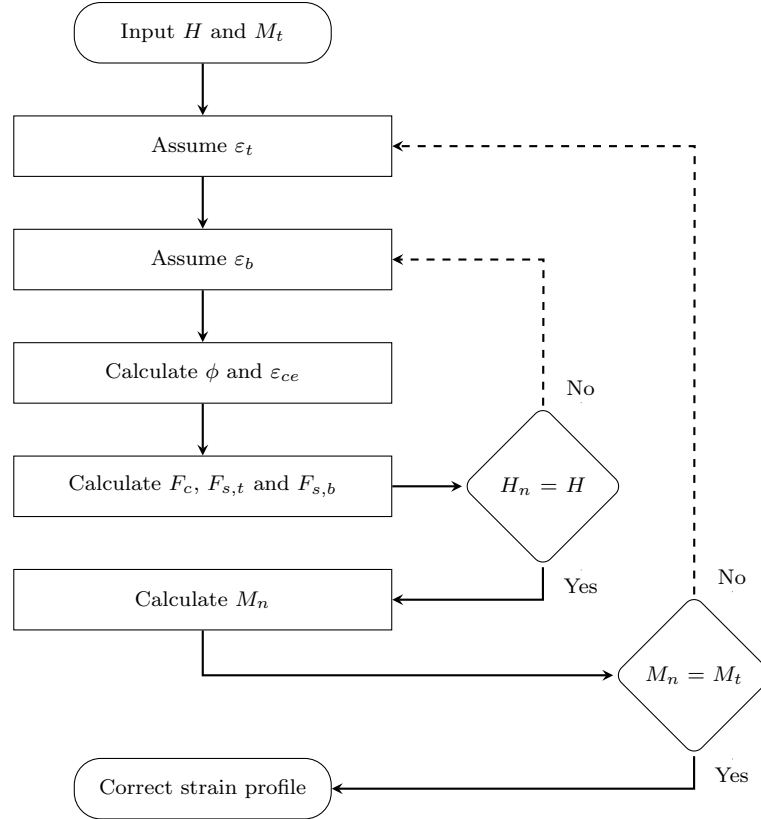 Input H and M_t
Assume ε_t
Assume ε_b
Calculate ϕ and ε_ce
No
Calculate F_c, F_s,t and F_s,b
H_n = H
Yes
Calculate M_n
No
M_n = M_t
Yes
Correct strain profile